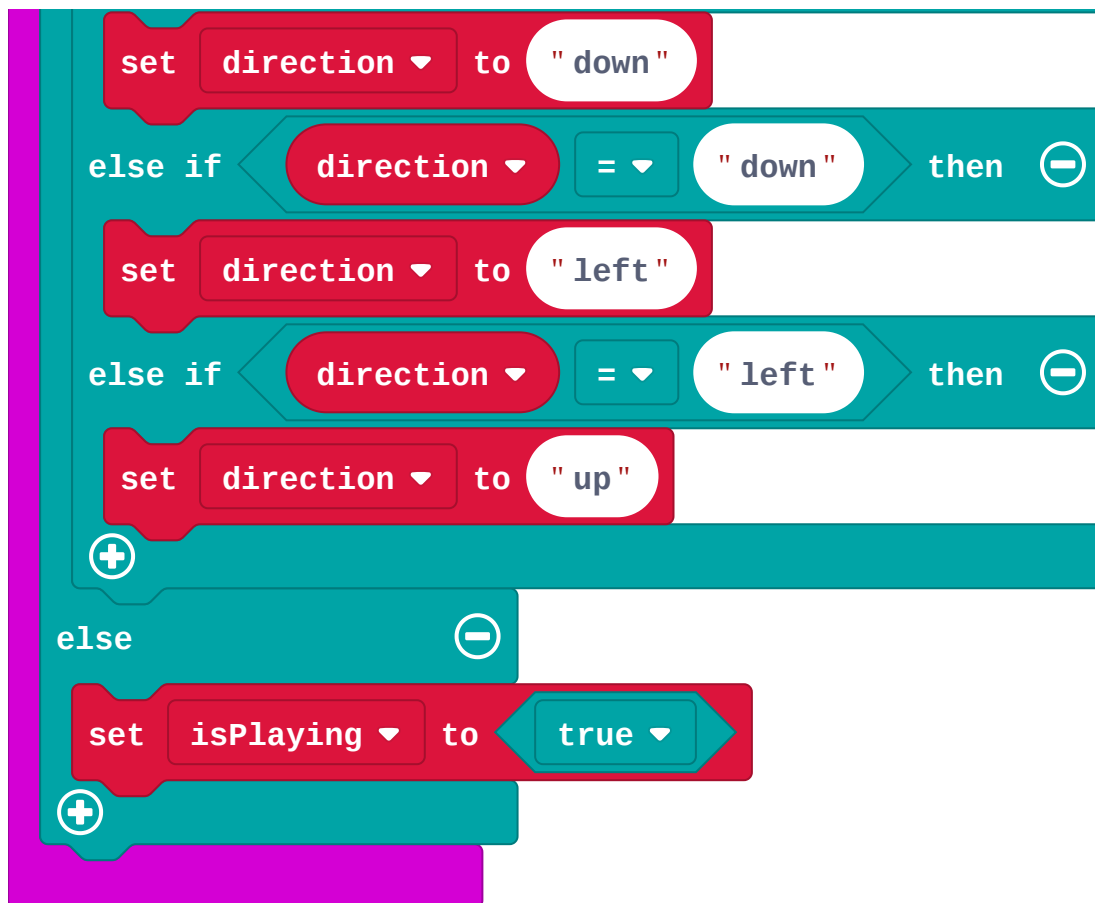 set direction to "down"
else if direction = "down" then
set direction to "left"
else if direction = "left" then
set direction to "up"
else
set isPlaying to true